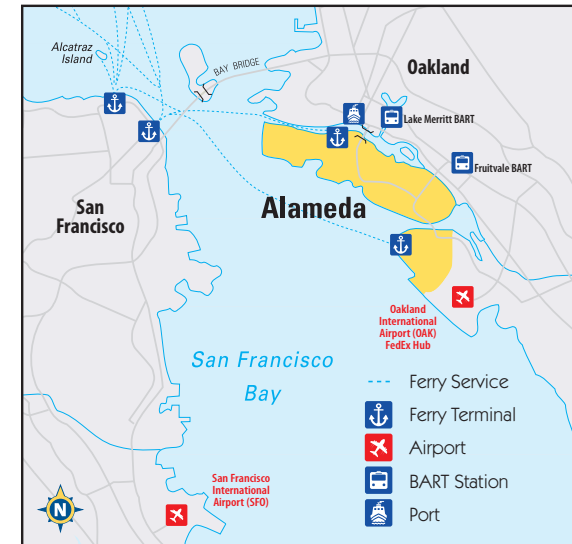 Alcatraz
Island
BAY BRIDGE
Oakland
Lake Merritt BART
Fruitvale BART
San
Francisco
Alameda
Oakland
International
Airport (OAK)
FedEx Hub
San Francisco
Bay
Ferry Service
Ferry Terminal
Airport
BART Station
Port
San Francisco
International
Airport (SFO)
N